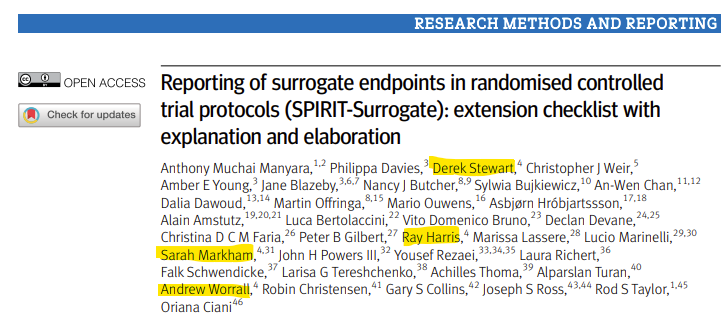 RESEARCH METHODS AND REPORTING
OPEN ACCESS
Check for updates
Reporting of surrogate endpoints in randomised controlled
trial protocols (SPIRIT-Surrogate): extension checklist with
explanation and elaboration
Anthony Muchai Manyara,1,2 Philippa Davies,3 Derek Stewart,4 Christopher J Weir,5
Amber E Young,3 Jane Blazeby,3,6,7 Nancy J Butcher,8,9 Sylwia Bujkiewicz,10 An-Wen Chan,11,12
Dalia Dawoud,13,14 Martin Offringa,8,15 Mario Ouwens,16 Asbjørn Hróbjartssson,17,18
Alain Amstutz,19,20,21 Luca Bertolaccini,22 Vito Domenico Bruno,23 Declan Devane,24,25
Christina D C M Faria,26 Peter B Gilbert,27 Ray Harris,4 Marissa Lassere,28 Lucio Marinelli,29,30
Sarah Markham,4,31 John H Powers III,32 Yousef Rezaei,33,34,35 Laura Richert,36
Falk Schwendicke,37 Larisa G Tereshchenko,38 Achilles Thoma,39 Alparslan Turan,40
Andrew Worrall,4 Robin Christensen,41 Gary S Collins,42 Joseph S Ross,43,44 Rod S Taylor,1,45
Oriana Ciani46